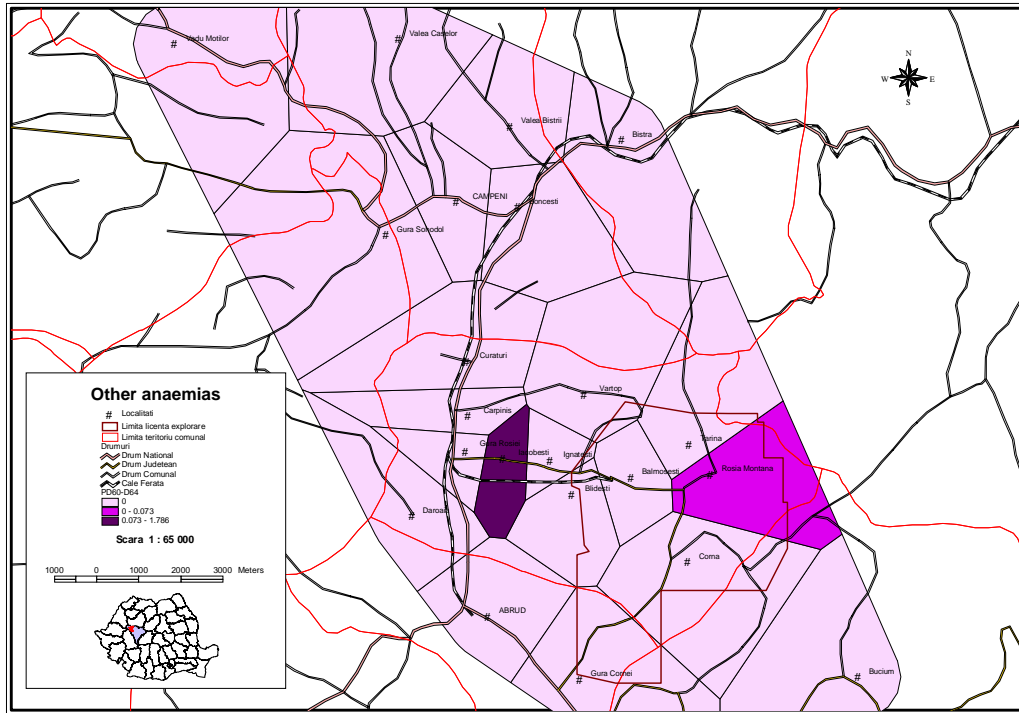 Vadu Motilor
Valea Caselor
N
W E
S
Valea Bistrii
Bistra
CAMPENI
Boncesti
Gura Sohodol
Curaturi
Vartop
Carpinis
Tarina
Gura Rosiei
Iacobesti
Ignatesti
Balmosesti
Rosia Montana
Blidesti
Daroaia
Corna
ABRUD
Gura Cornei
Bucium
Other anaemias
# Localitati
Limita licenta explorare
Limita teritoriu comunal
Drumuri
Drum National
Drum Judetean
Drum Comunal
Cale Ferata
PD60-D64
0
0 - 0.073
0.073 - 1.786
Scara 1 : 65 000
1000 0 1000 2000 3000 Meters